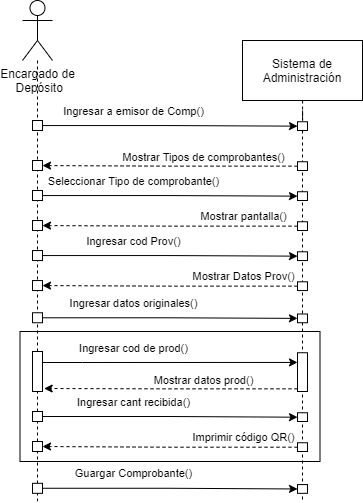 Encargado de
Depósito
Sistema de
Administración
Ingresar a emisor de Comp()
Mostrar Tipos de comprobantes()
Seleccionar Tipo de comprobante()
Mostrar pantalla()
Ingresar cod Prov()
Mostrar Datos Prov()
Ingresar datos originales()
Ingresar cod de prod()
Mostrar datos prod()
Ingresar cant recibida()
Imprimir código QR()
Guargar Comprobante()